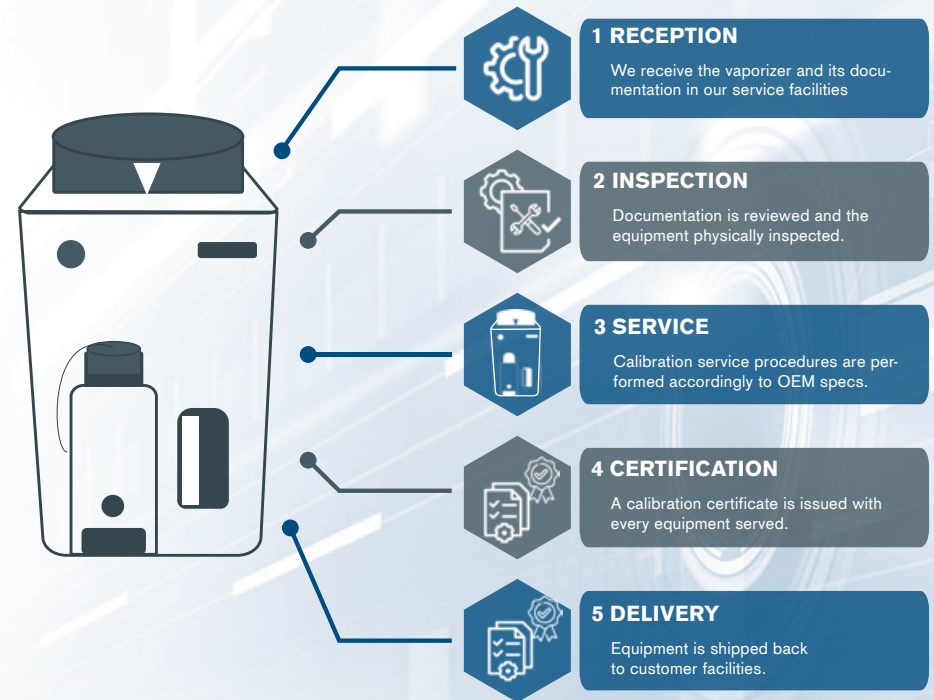 1 RECEPTION
We receive the vaporizer and its docu-
mentation in our service facilities
2 INSPECTION
Documentation is reviewed and the
equipment physically inspected.
3 SERVICE
Calibration service procedures are per-
formed accordingly to OEM specs.
4 CERTIFICATION
A calibration certificate is issued with
every equipment served.
5 DELIVERY
Equipment is shipped back
to customer facilities.